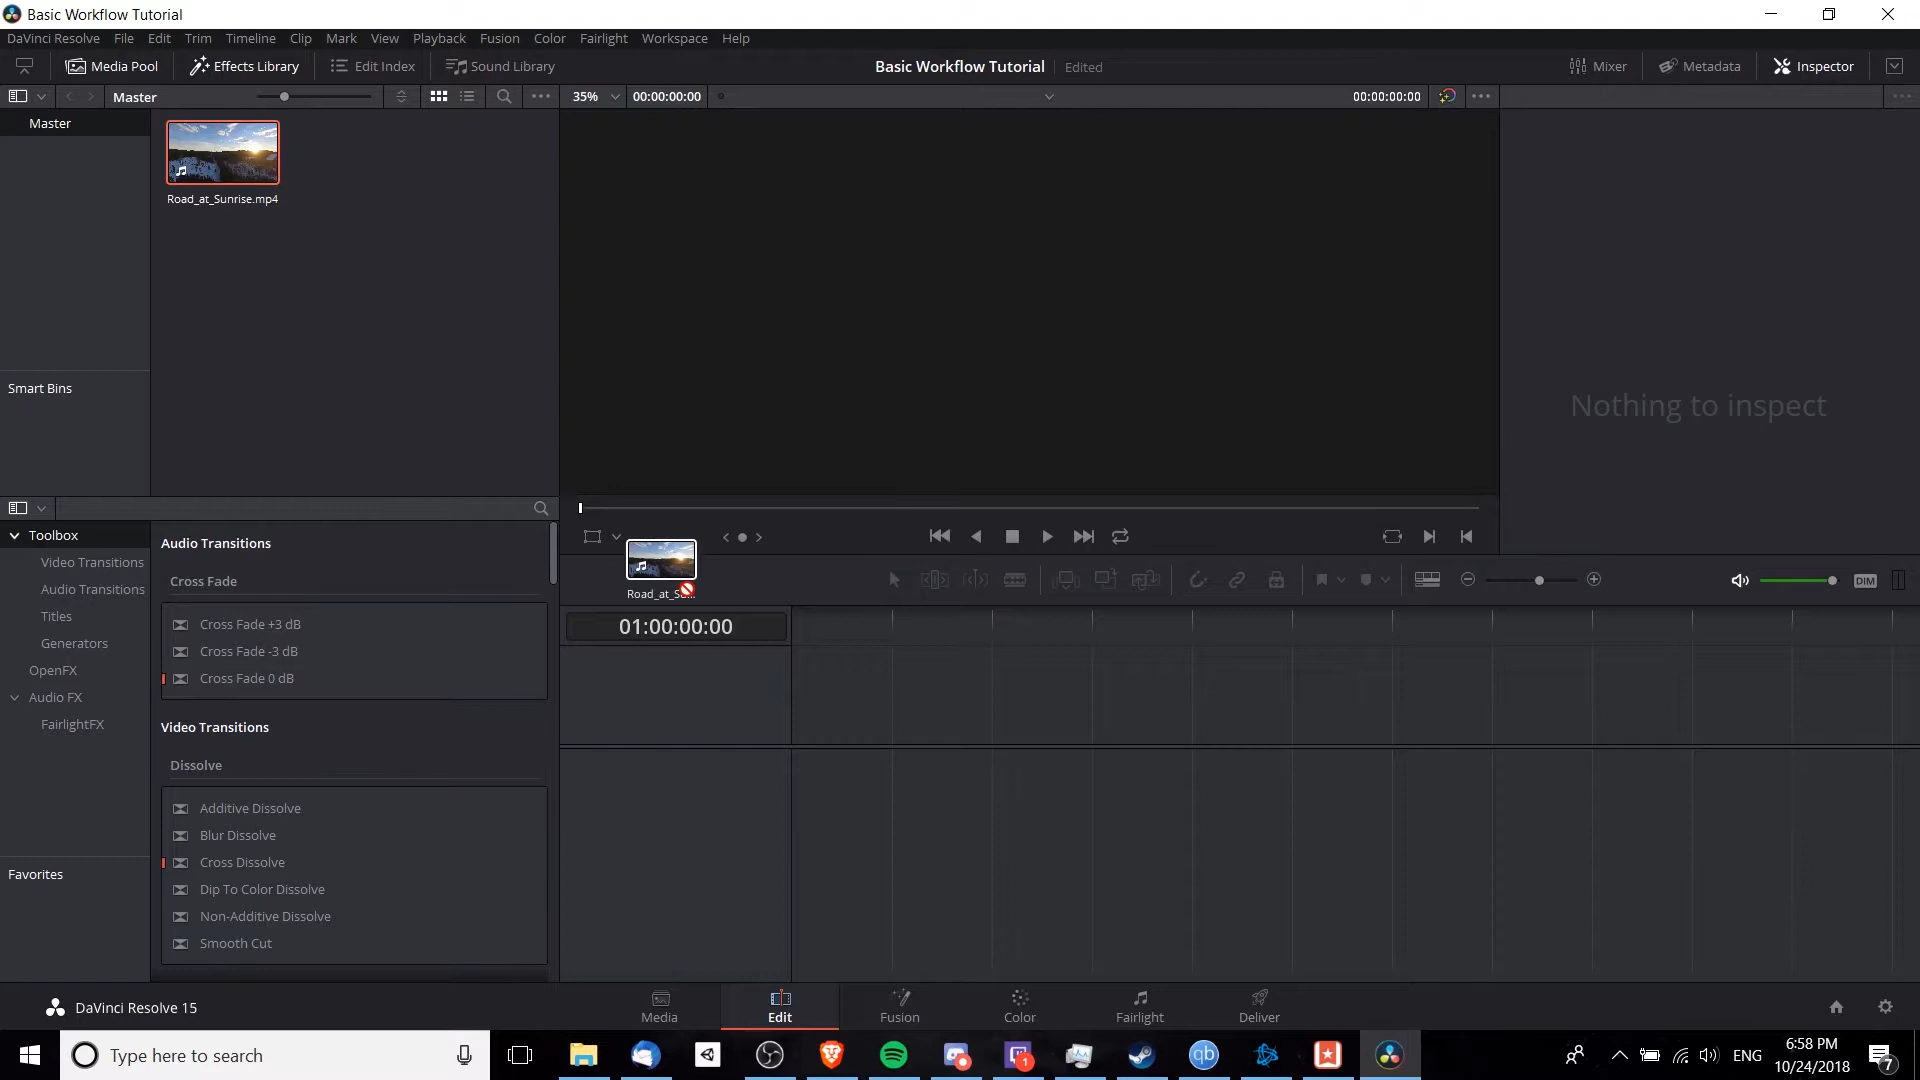 Basic Workflow Tutorial
DaVinci Resolve File Edit Trim Timeline Clip Mark View Playback Fusion Color Fairlight Workspace Help
Media Pool Effects Library Edit Index Sound Library Basic Workflow Tutorial Edited Mixer Metadata Inspector
Master 35% 00:00:00:00 00:00:00:00
Master
Road_at_Sunrise.mp4
Smart Bins
Nothing to inspect
Toolbox
Video Transitions
Audio Transitions
Titles
Generators
OpenFX
Audio FX
FairlightFX
Favorites
Audio Transitions
Cross Fade
Cross Fade +3 dB
Cross Fade -3 dB
Cross Fade 0 dB
Video Transitions
Dissolve
Additive Dissolve
Blur Dissolve
Cross Dissolve
Dip To Color Dissolve
Non-Additive Dissolve
Smooth Cut
Road_at_Su...
DIM
01:00:00:00
DaVinci Resolve 15 Media Edit Fusion Color Fairlight Deliver
Type here to search 1 qb ENG 6:58 PM
10/24/2018 7